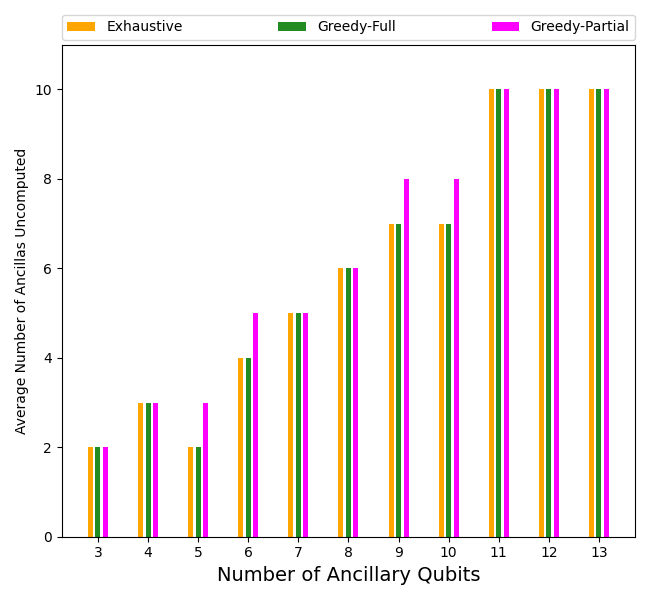 Exhaustive Greedy-Full Greedy-Partial
Average Number of Ancillas Uncomputed
10
8
6
4
2
0
3 4 5 6 7 8 9 10 11 12 13
Number of Ancillary Qubits